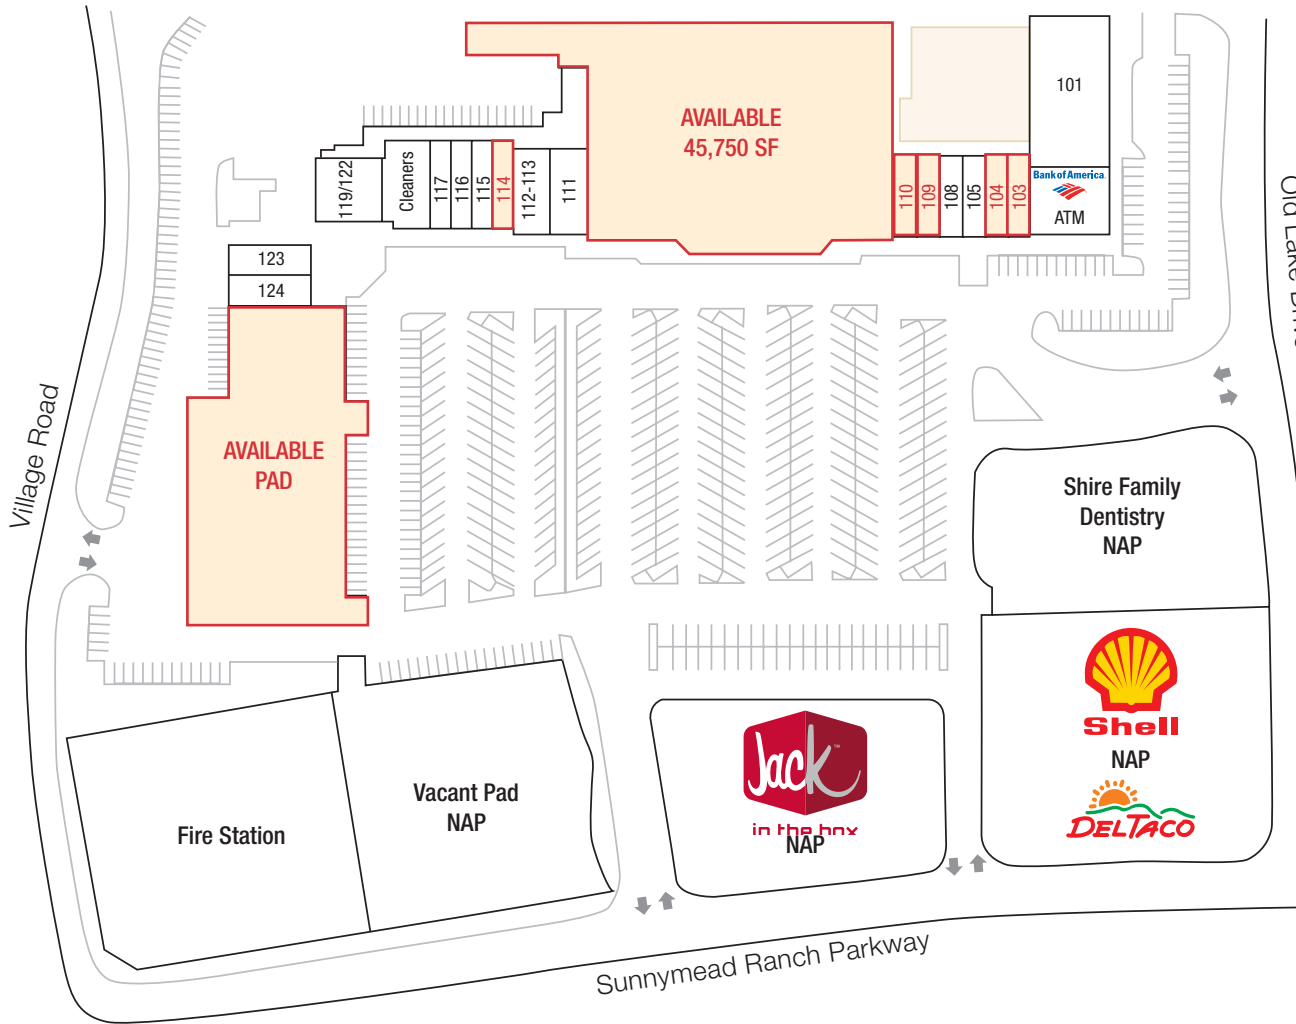 AVAILABLE
45,750 SF
101
Bank of America
ATM
119/122
Cleaners
117
116
115
114
112-113
111
110
109
108
105
104
103
123
124
AVAILABLE
PAD
Village Road
Old Lake Drive
Shire Family
Dentistry
NAP
Shell
NAP
DEL TACO
Jack
in the box
NAP
Vacant Pad
NAP
Fire Station
Sunnymead Ranch Parkway